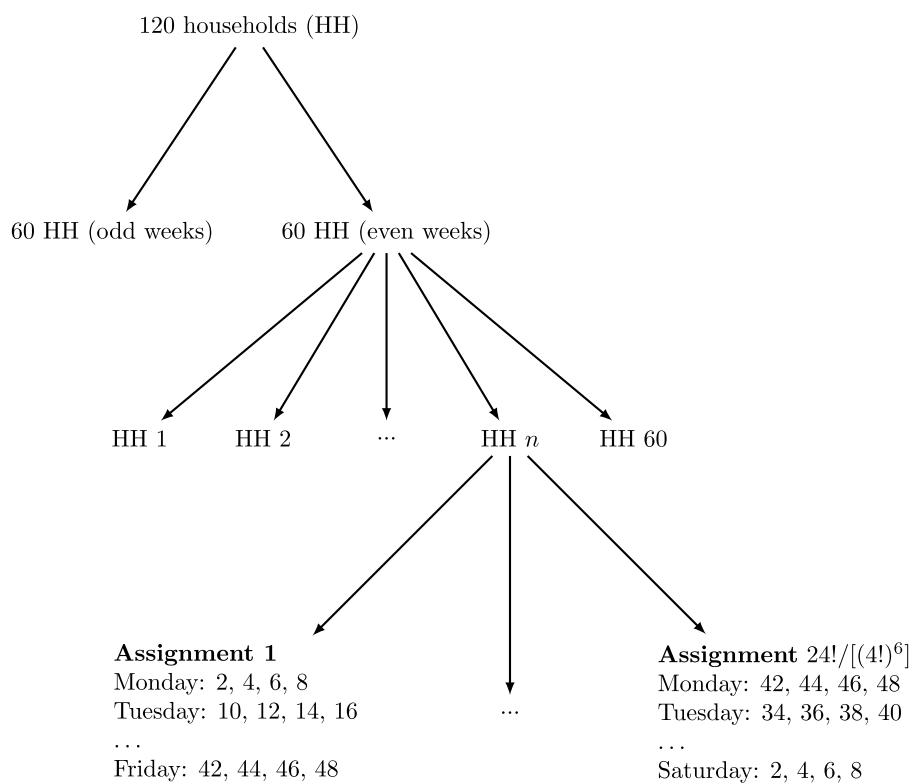 120 households (HH)
60 HH (odd weeks)
60 HH (even weeks)
HH 1
HH 2
...
HH n
HH 60
Assignment 1
Monday: 2, 4, 6, 8
Tuesday: 10, 12, 14, 16
...
Friday: 42, 44, 46, 48
...
Assignment 24!/[(4!)⁶]
Monday: 42, 44, 46, 48
Tuesday: 34, 36, 38, 40
...
Saturday: 2, 4, 6, 8